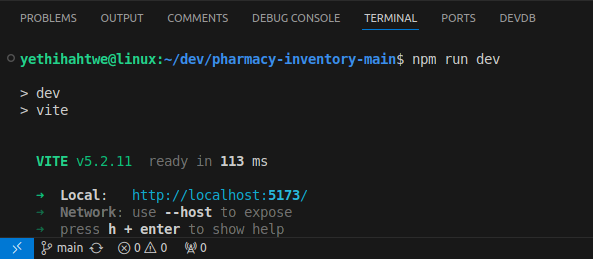 PROBLEMS OUTPUT COMMENTS DEBUG CONSOLE TERMINAL PORTS DEVDB
yethihahtwe@linux:~/dev/pharmacy-inventory-main$ npm run dev
> dev
> vite
VITE v5.2.11 ready in 113 ms
➜ Local: http://localhost:5173/
➜ Network: use --host to expose
➜ press h + enter to show help
main 0 0 0